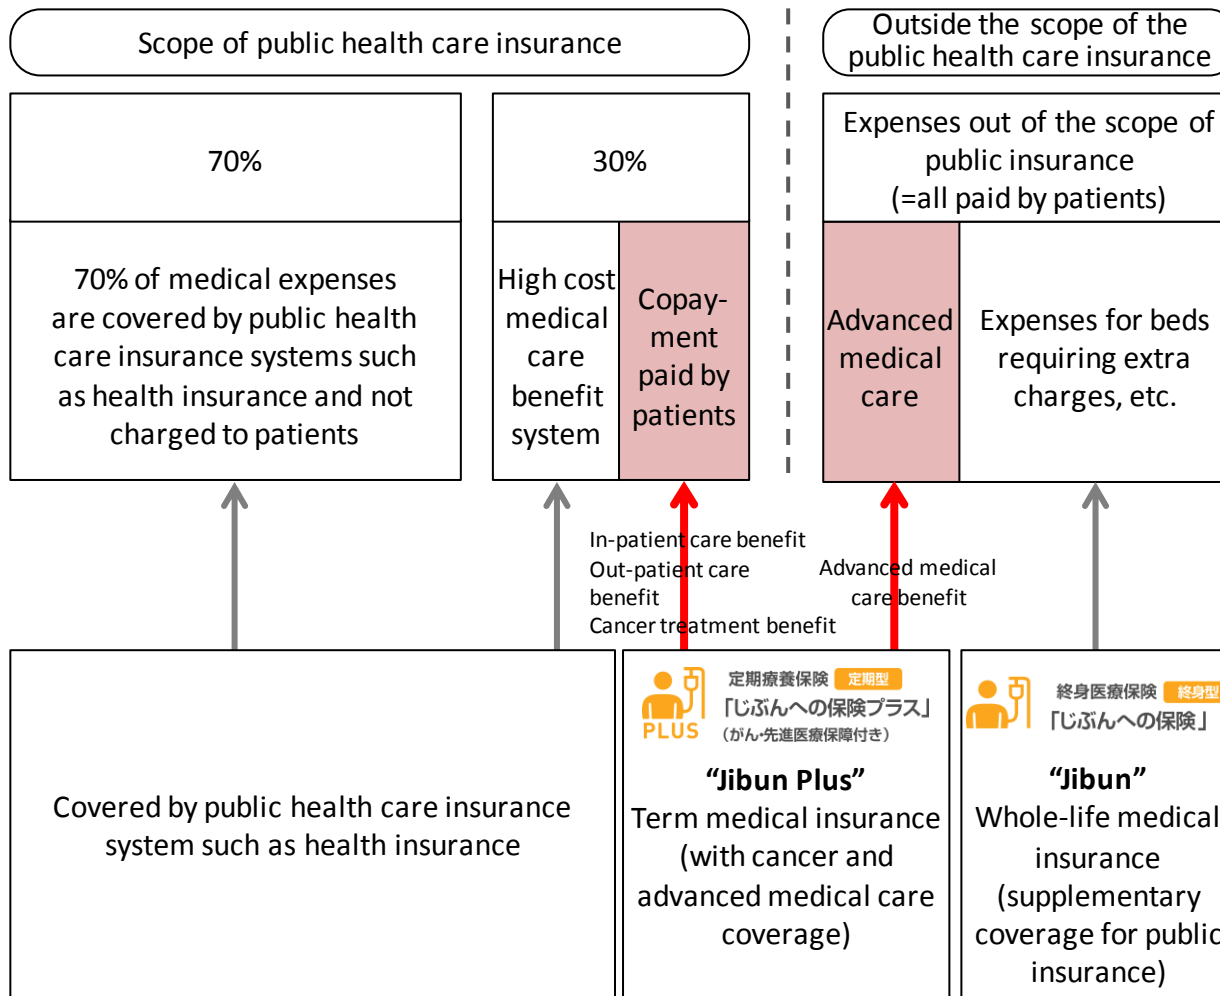 Scope of public health care insurance
Outside the scope of the
public health care insurance
70%
30%
Expenses out of the scope of
public insurance
(=all paid by patients)
70% of medical expenses
are covered by public health
care insurance systems such
as health insurance and not
charged to patients
High cost
medical
care
benefit
system
Copay-
ment
paid by
patients
Advanced
medical
care
Expenses for beds
requiring extra
charges, etc.
In-patient care benefit
Out-patient care
benefit
Cancer treatment benefit
Advanced medical
care benefit
Covered by public health care insurance
system such as health insurance
PLUS
定期療養保険 定期型
「じぶんへの保険プラス」
(がん・先進医療保障付き)
“Jibun Plus”
Term medical insurance
(with cancer and
advanced medical care
coverage)
終身医療保険 終身型
「じぶんへの保険」
“Jibun”
Whole-life medical
insurance
(supplementary
coverage for public
insurance)